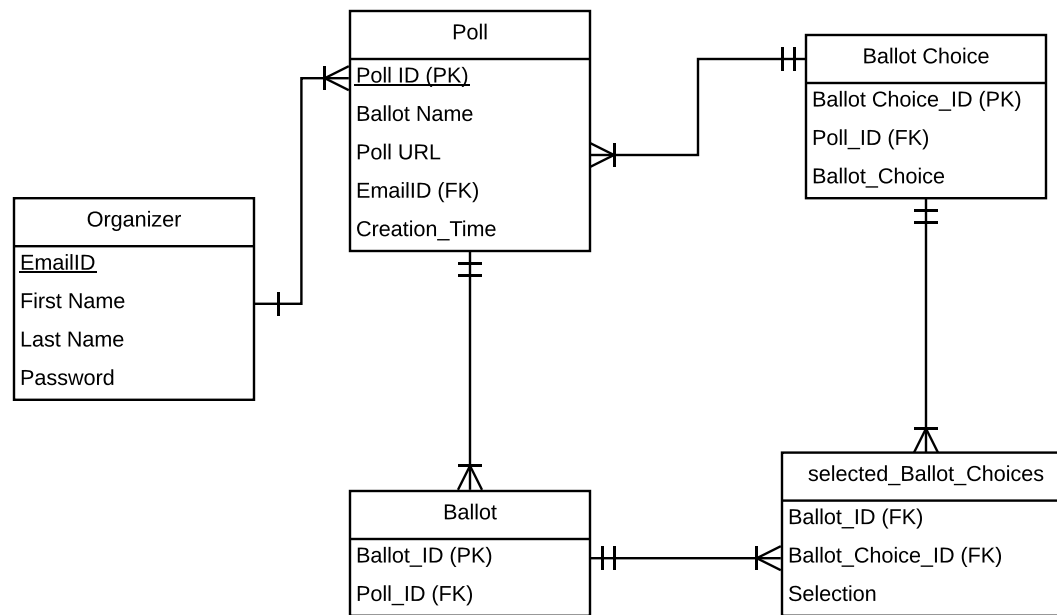 Poll
Poll ID (PK)
Ballot Name
Poll URL
EmailID (FK)
Creation_Time
Ballot Choice
Ballot Choice_ID (PK)
Poll_ID (FK)
Ballot_Choice
Organizer
EmailID
First Name
Last Name
Password
Ballot
Ballot_ID (PK)
Poll_ID (FK)
selected_Ballot_Choices
Ballot_ID (FK)
Ballot_Choice_ID (FK)
Selection